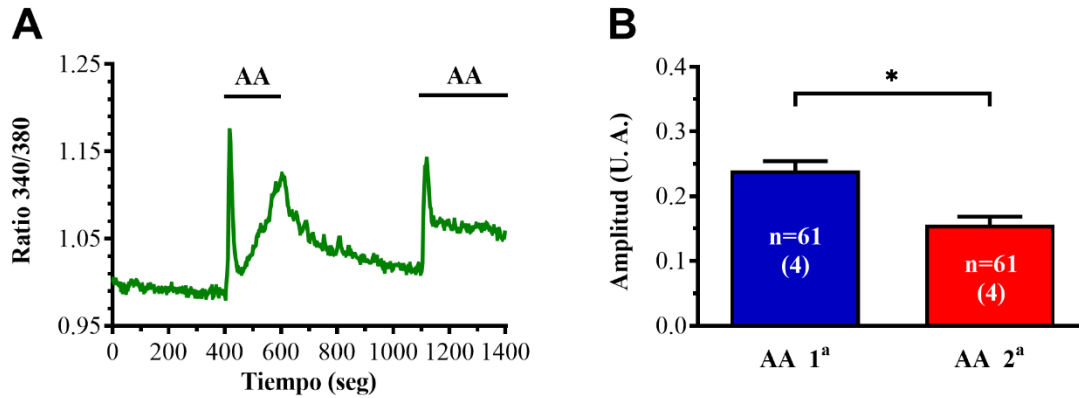 A
AA
AA
Ratio 340/380
1.25
1.15
1.05
0.95
0
200
400
600
800
1000
1200
1400
Tiempo (seg)
B
*
Amplitud (U. A.)
0.4
0.3
0.2
0.1
0.0
n=61
(4)
n=61
(4)
AA 1ª
AA 2ª